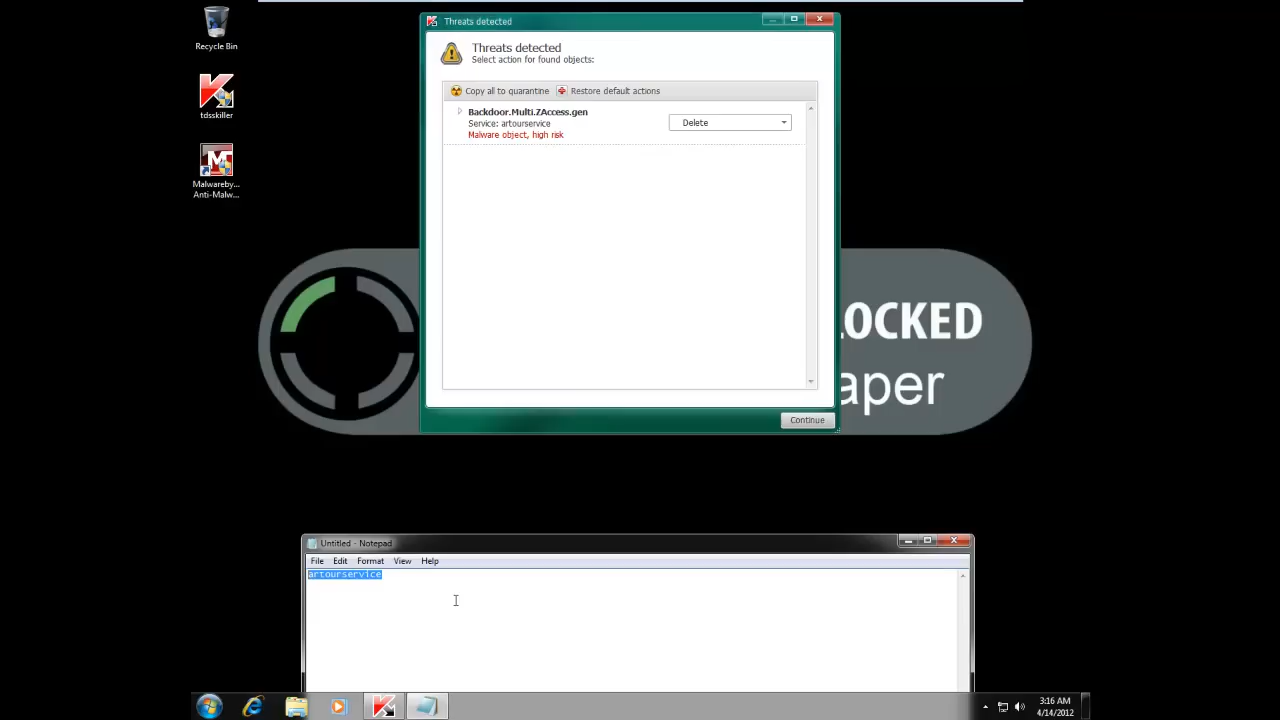 Recycle Bin
tdsskiller
Malwareby...
Anti-Malw...
Threats detected
Threats detected
Select action for found objects:
Copy all to quarantine
Restore default actions
Backdoor.Multi.ZAccess.gen
Service: artourservice
Malware object, high risk
Delete
Continue
LOCKED
aper
Untitled - Notepad
File Edit Format View Help
artourservice
3:16 AM
4/14/2012